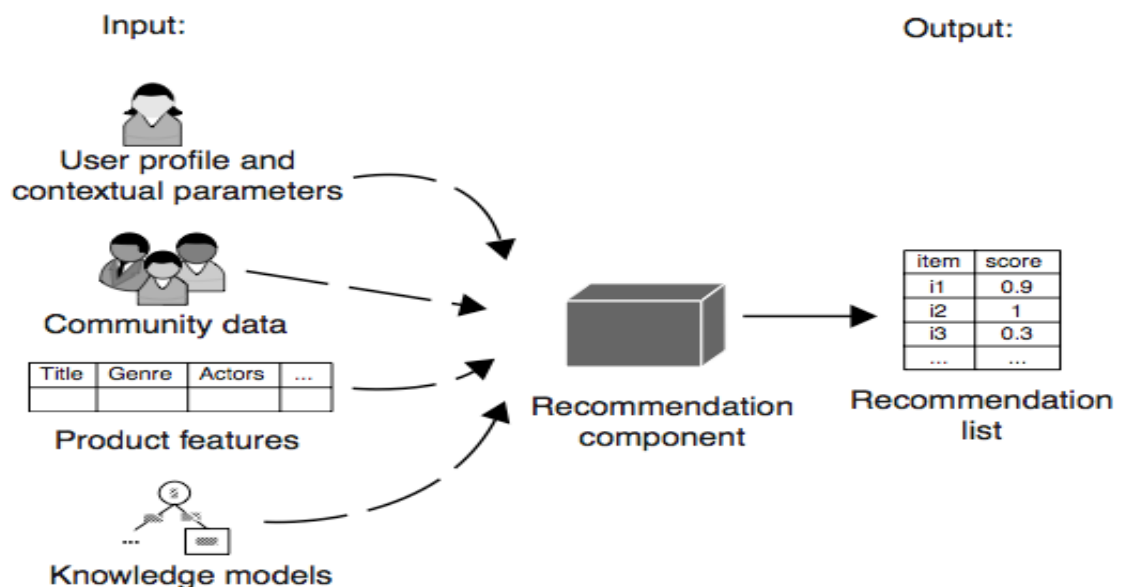 Input:
Output:
User profile and
contextual parameters
Community data
Title Genre Actors ...
Product features
...
Knowledge models
Recommendation
component
item score
i1 0.9
i2 1
i3 0.3
... ...
Recommendation
list